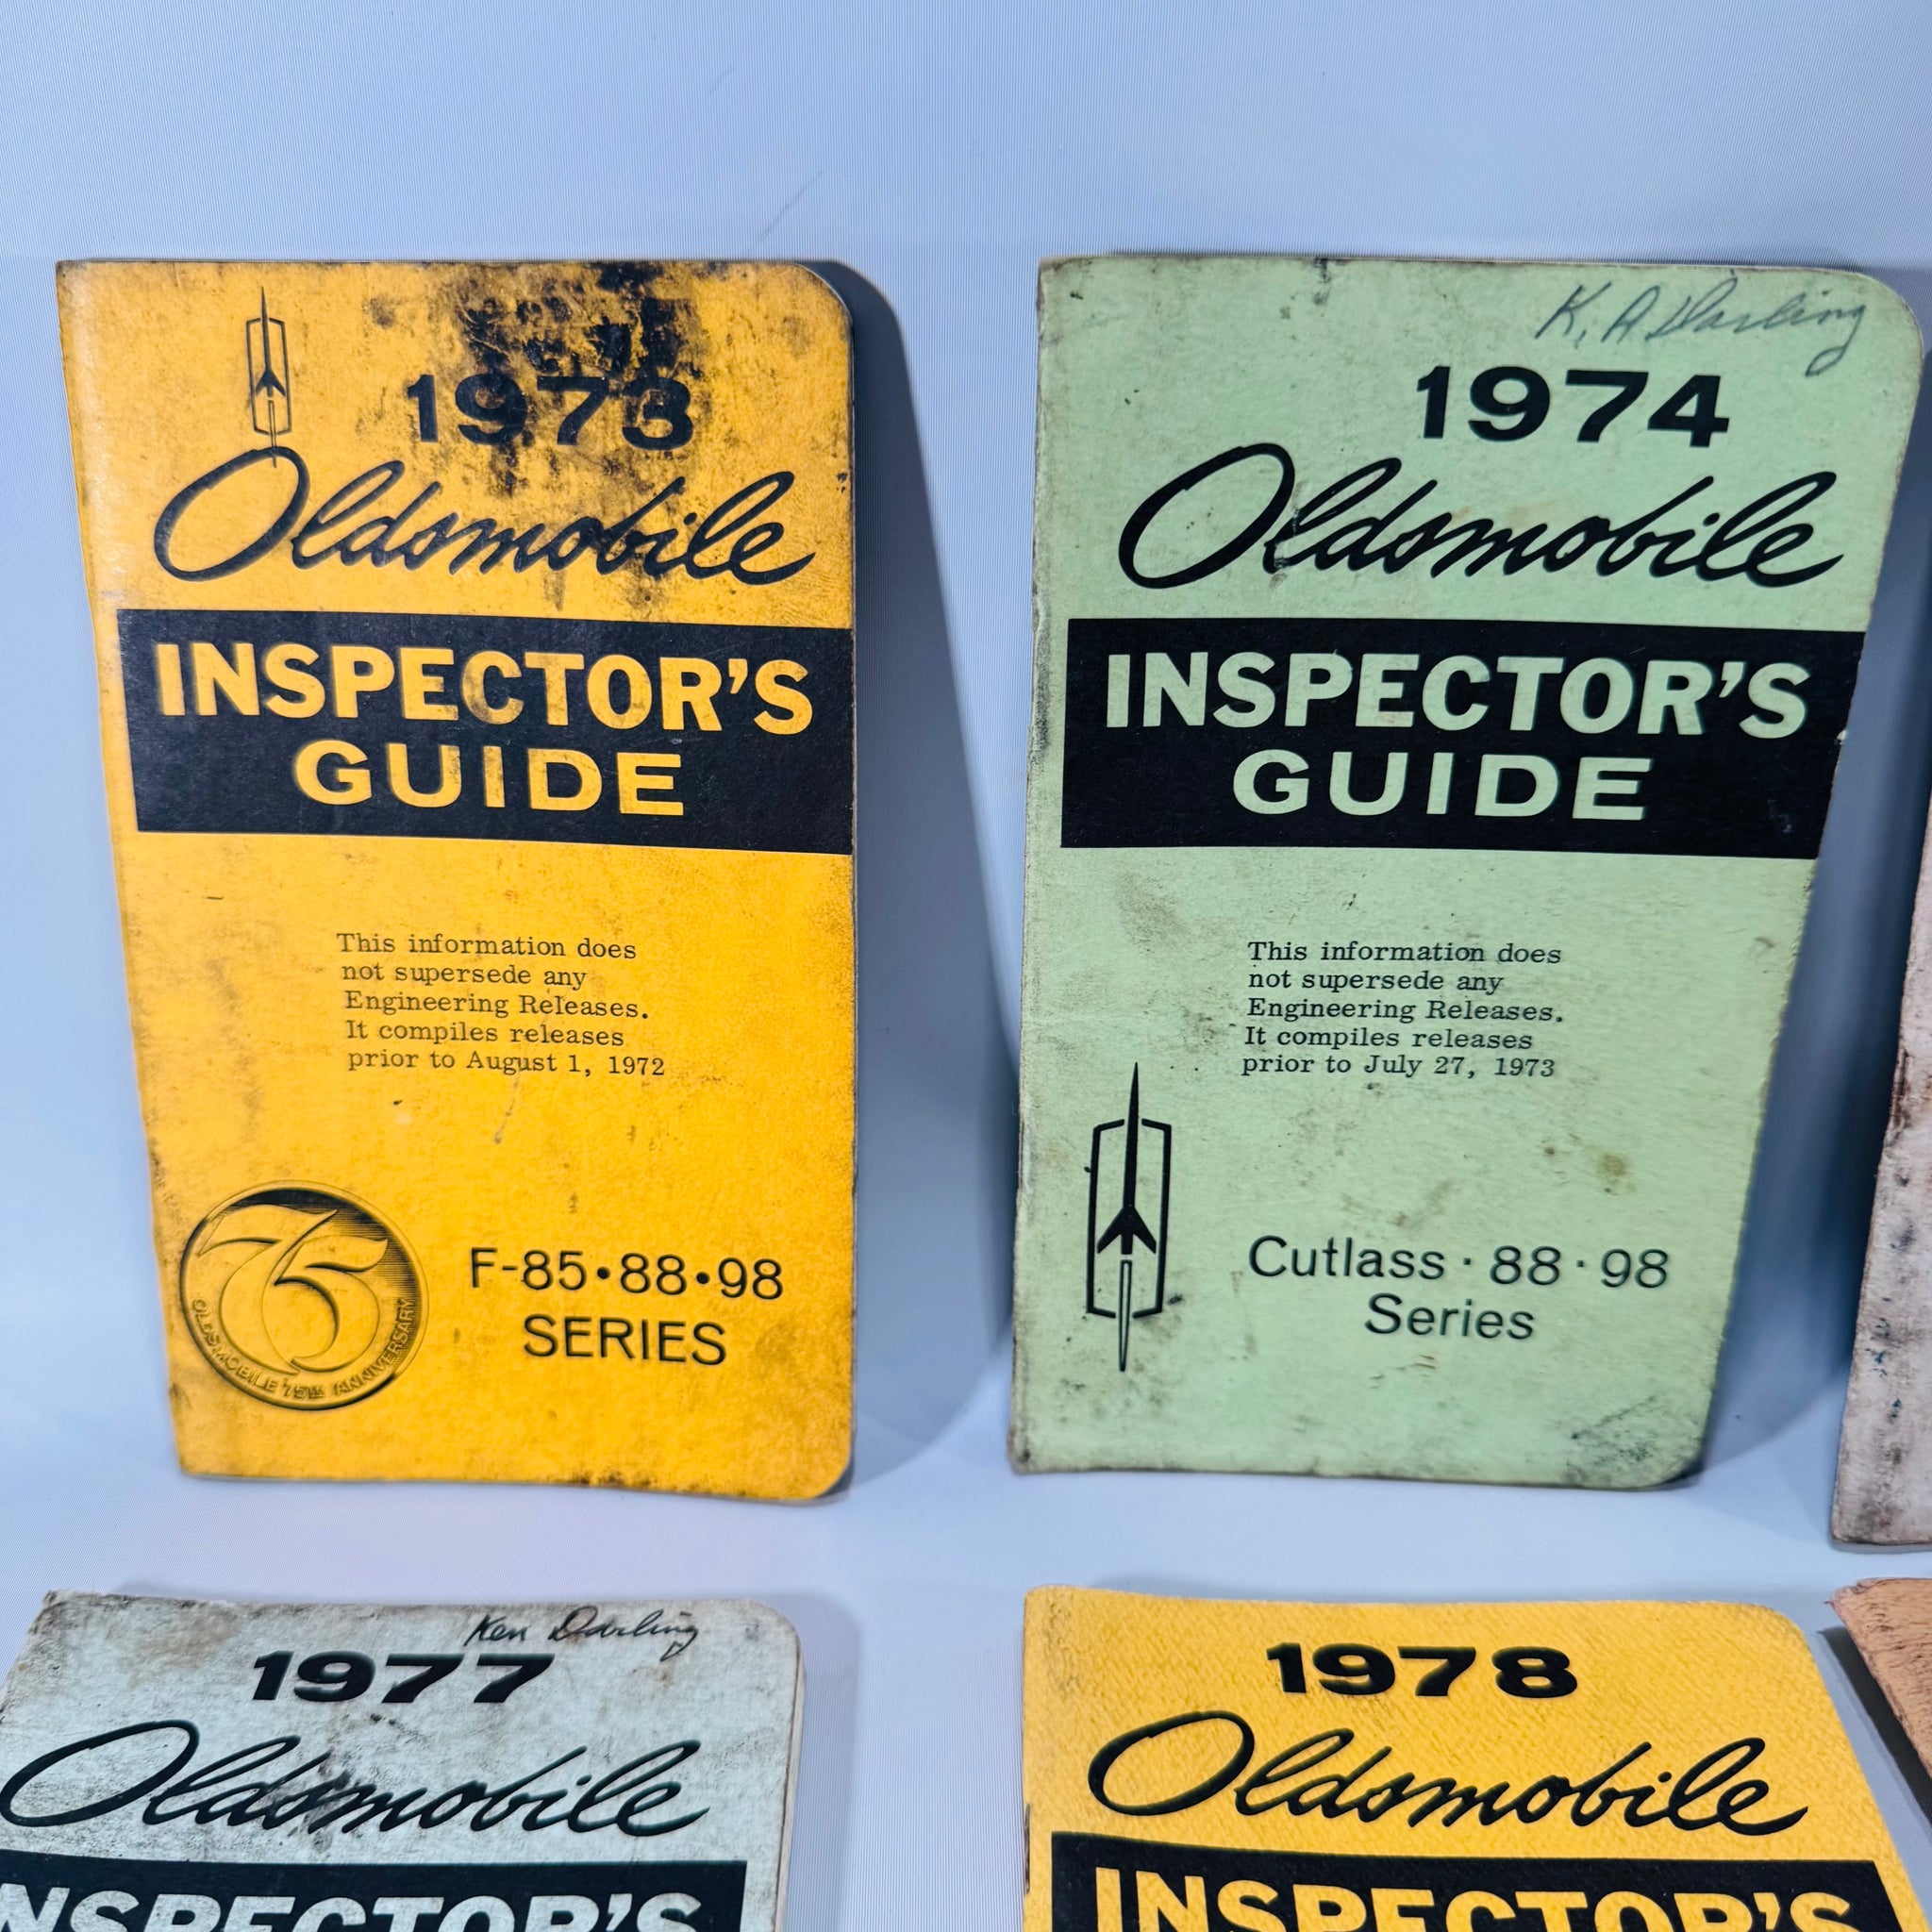 1973
Oldsmobile
INSPECTOR'S
GUIDE
This information does
not supersede any
Engineering Releases.
It compiles releases
prior to August 1, 1972
75
OLDSMOBILE 75TH ANNIVERSARY
F-85•88•98
SERIES
K. A Darling
1974
Oldsmobile
INSPECTOR'S
GUIDE
This information does
not supersede any
Engineering Releases.
It compiles releases
prior to July 27, 1973
Cutlass · 88 · 98
Series
Ken Darling
1977
Oldsmobile
INSPECTOR'S
1978
Oldsmobile
INSPECTOR'S